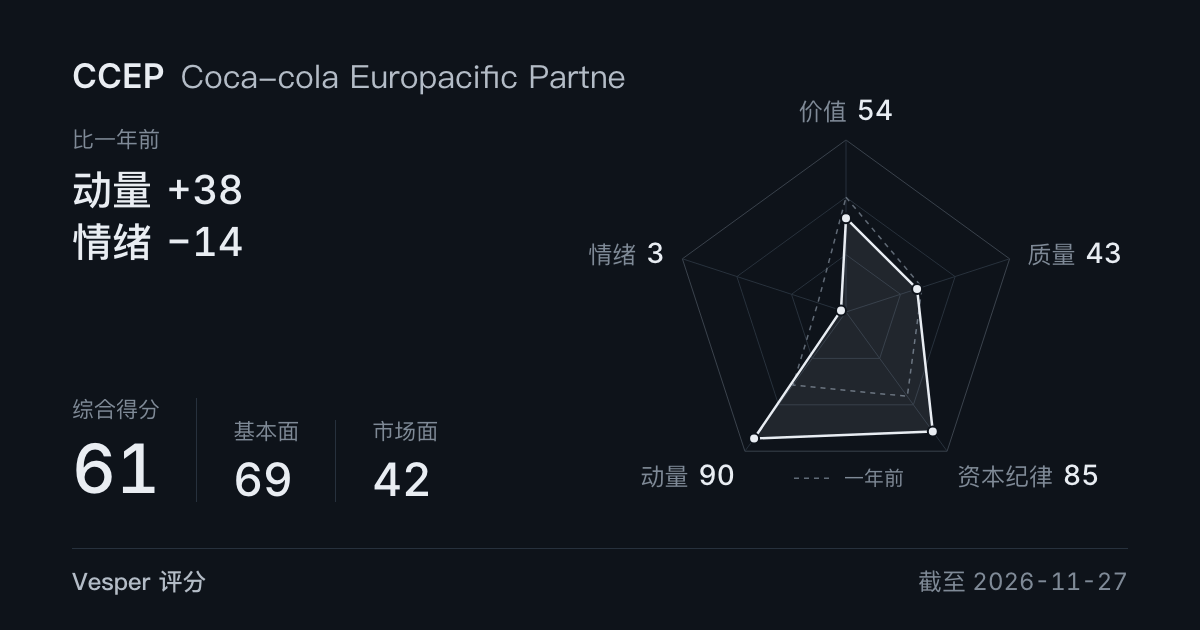 CCEP Coca-cola Europacific Partne
比一年前
动量 +38
情绪 -14
综合得分
61
基本面
69
市场面
42
价值 54
质量 43
资本纪律 85
动量 90
情绪 3
一年前
Vesper 评分
截至 2026-11-27